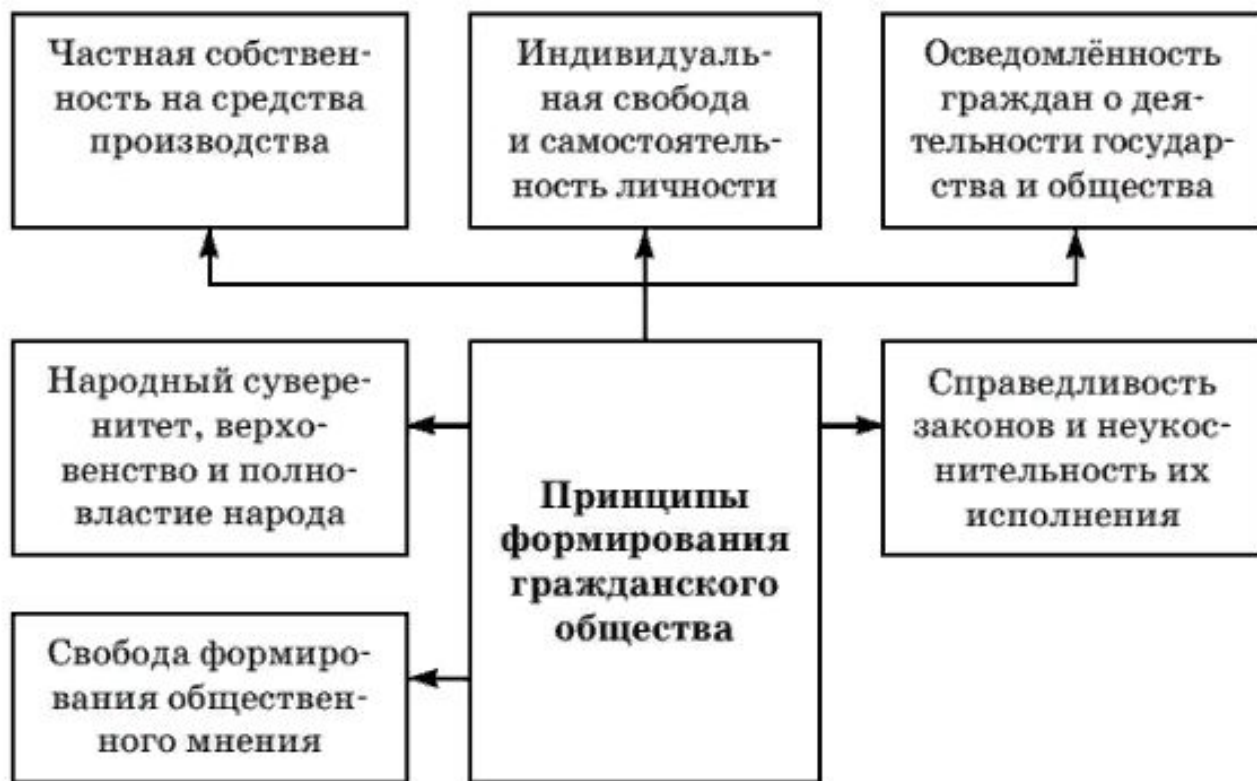 Частная собствен-
ность на средства
производства
Индивидуаль-
ная свобода
и самостоятель-
ность личности
Осведомлённость
граждан о дея-
тельности государ-
ства и общества
Народный сувере-
нитет, верхо-
венство и полно-
властие народа
Принципы
формирования
гражданского
общества
Справедливость
законов и неукос-
нительность их
исполнения
Свобода формиро-
вания обществен-
ного мнения